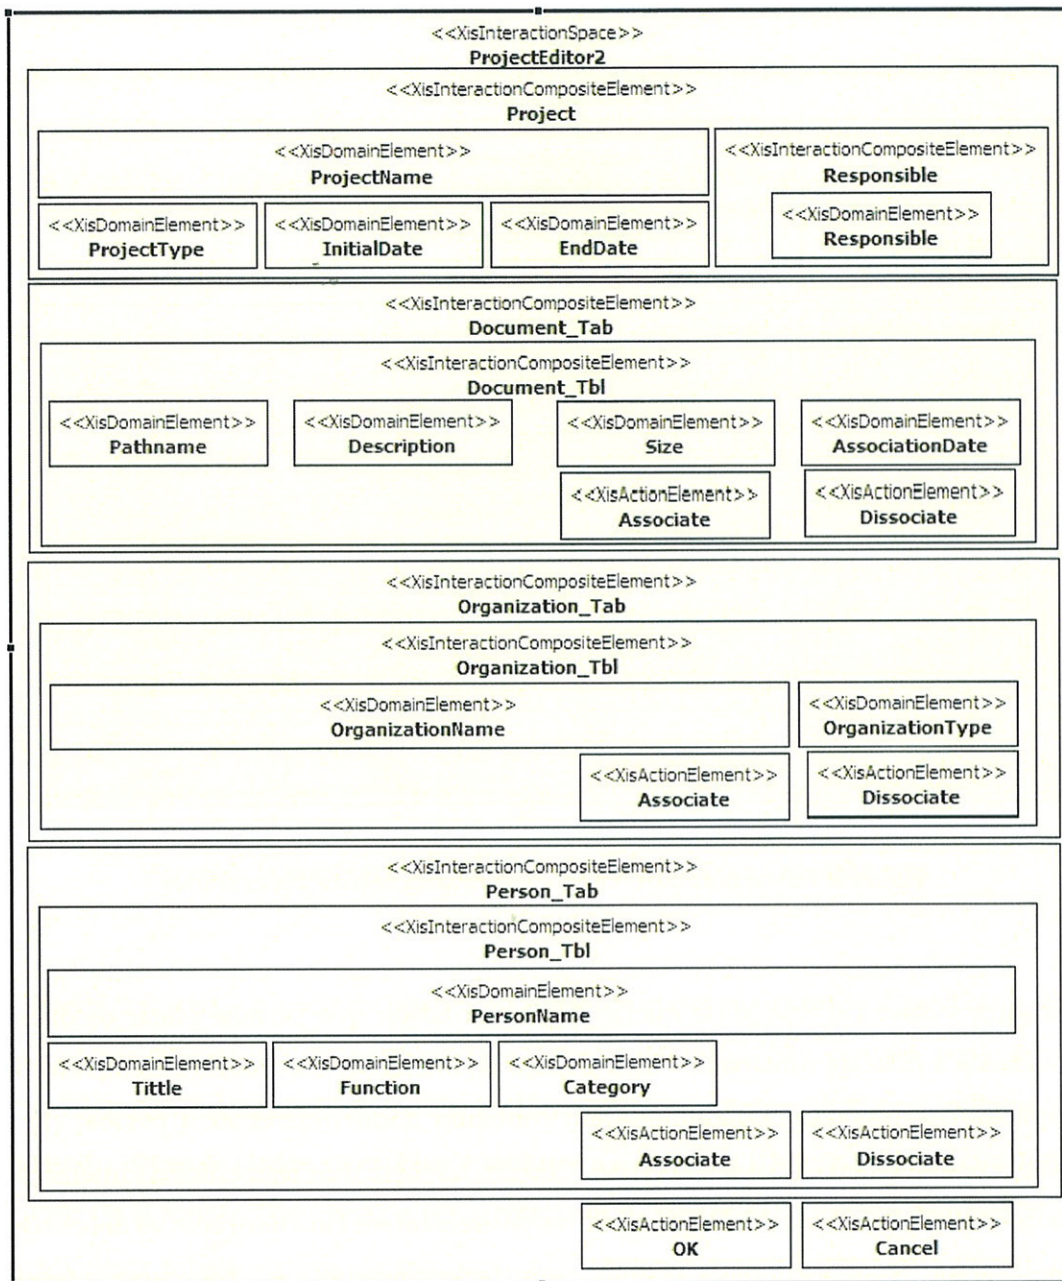 <<XisInteractionSpace>>
ProjectEditor2
<<XisInteractionCompositeElement>>
Project
<<XisDomainElement>>
ProjectName
<<XisInteractionCompositeElement>>
Responsible
<<XisDomainElement>>
Responsible
<<XisDomainElement>>
ProjectType
<<XisDomainElement>>
InitialDate
<<XisDomainElement>>
EndDate
<<XisInteractionCompositeElement>>
Document_Tab
<<XisInteractionCompositeElement>>
Document_Tbl
<<XisDomainElement>>
Pathname
<<XisDomainElement>>
Description
<<XisDomainElement>>
Size
<<XisDomainElement>>
AssociationDate
<<XisActionElement>>
Associate
<<XisActionElement>>
Dissociate
<<XisInteractionCompositeElement>>
Organization_Tab
<<XisInteractionCompositeElement>>
Organization_Tbl
<<XisDomainElement>>
OrganizationName
<<XisDomainElement>>
OrganizationType
<<XisActionElement>>
Associate
<<XisActionElement>>
Dissociate
<<XisInteractionCompositeElement>>
Person_Tab
<<XisInteractionCompositeElement>>
Person_Tbl
<<XisDomainElement>>
PersonName
<<XisDomainElement>>
Tittle
<<XisDomainElement>>
Function
<<XisDomainElement>>
Category
<<XisActionElement>>
Associate
<<XisActionElement>>
Dissociate
<<XisActionElement>>
OK
<<XisActionElement>>
Cancel